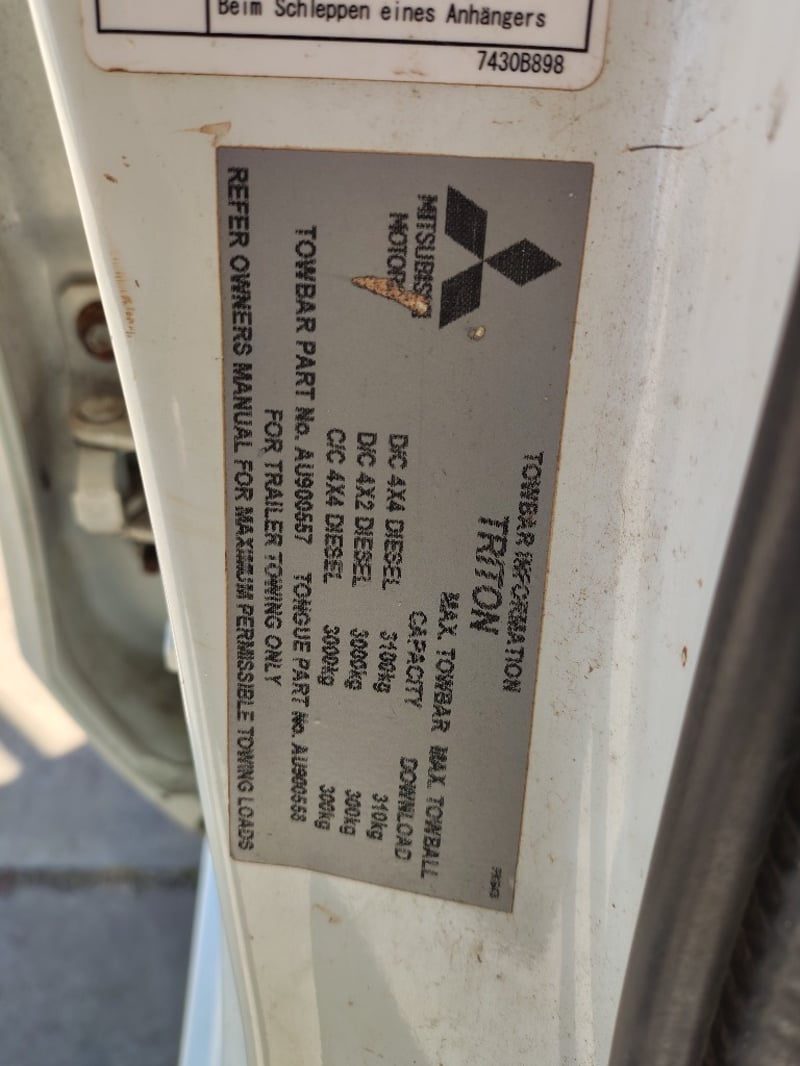 Beim Schleppen eines Anhängers
7430B898
TOWBAR INFORMATION
TRITON
MITSUBISHI
MOTORS
MAX. TOWBAR MAX. TOWBALL
CAPACITY DOWNLOAD
D/C 4X4 DIESEL 3100kg 310kg
D/C 4X2 DIESEL 3000kg 300kg
C/C 4X4 DIESEL 3000kg 300kg
TOWBAR PART No. AU900557 TONGUE PART No. AU900558
FOR TRAILER TOWING ONLY
REFER OWNERS MANUAL FOR MAXIMUM PERMISSIBLE TOWING LOADS